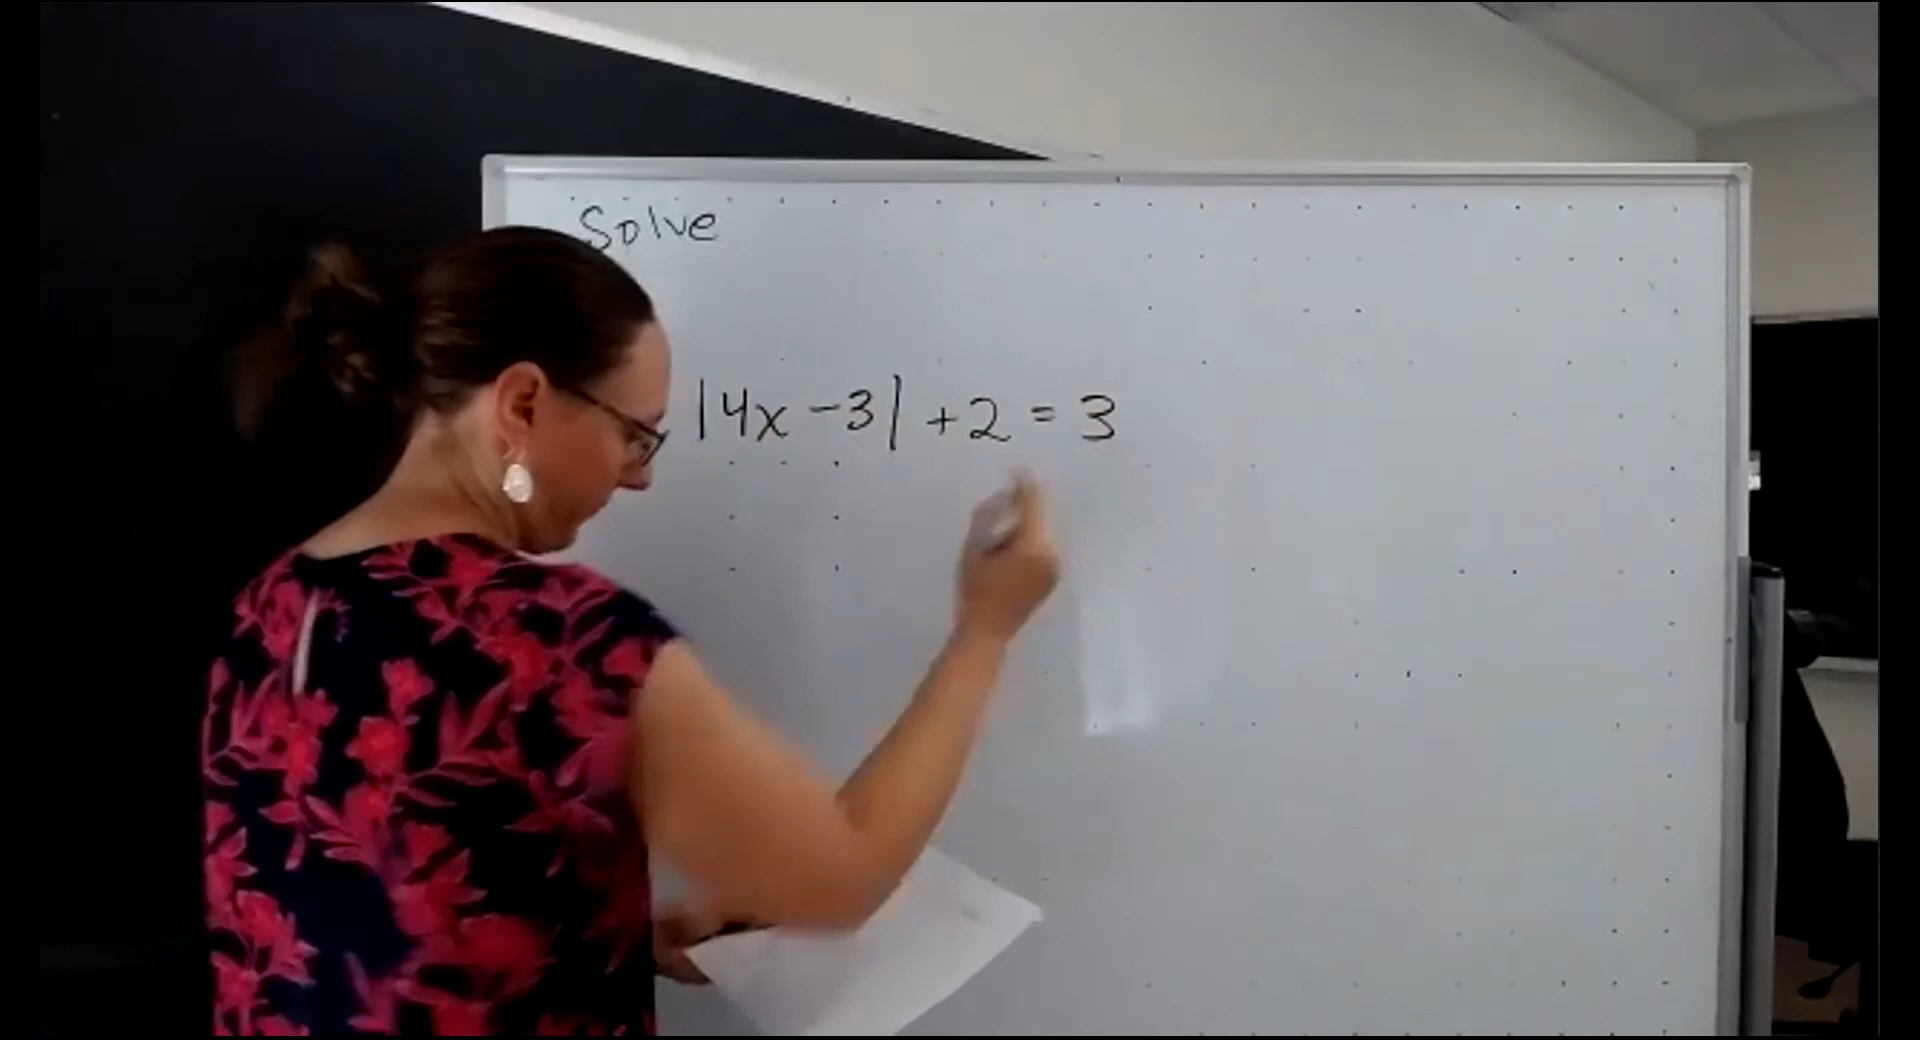 Solve
|4x - 3| + 2 = 3